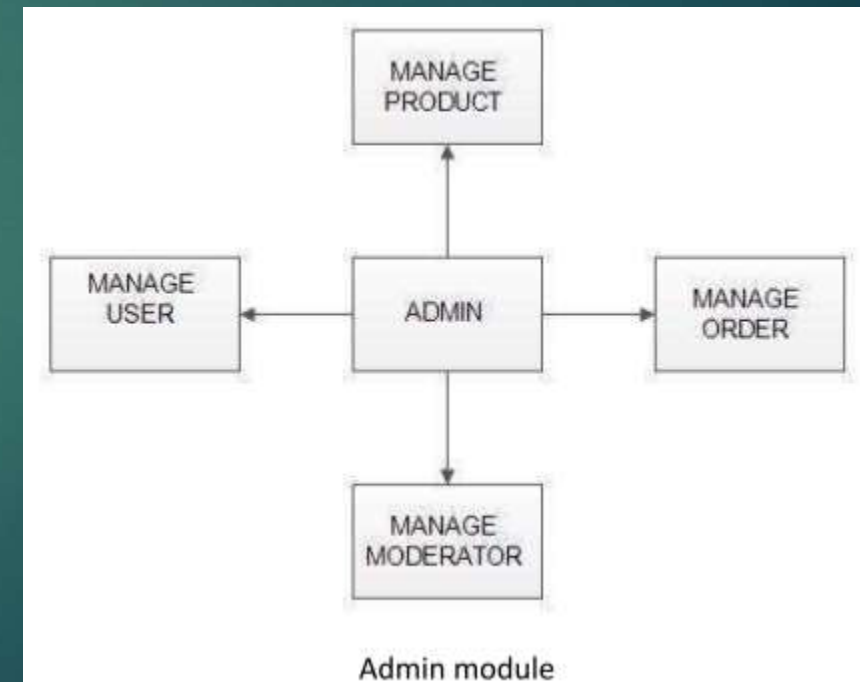 MANAGE
PRODUCT
MANAGE
USER
ADMIN
MANAGE
ORDER
MANAGE
MODERATOR
Admin module